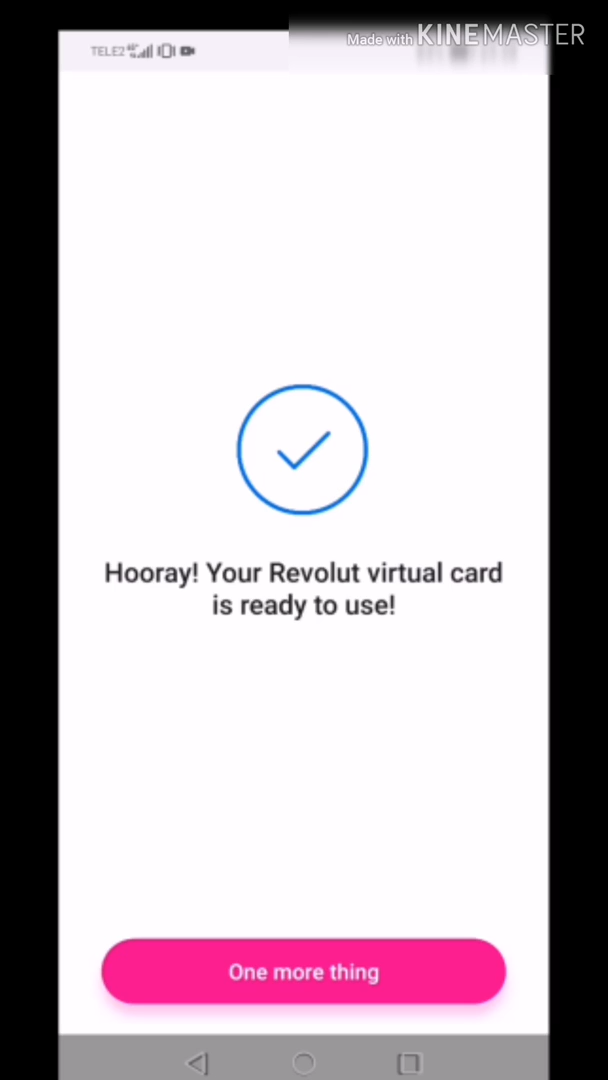 Made with KINEMASTER
TELE2
Hooray! Your Revolut virtual card
is ready to use!
One more thing